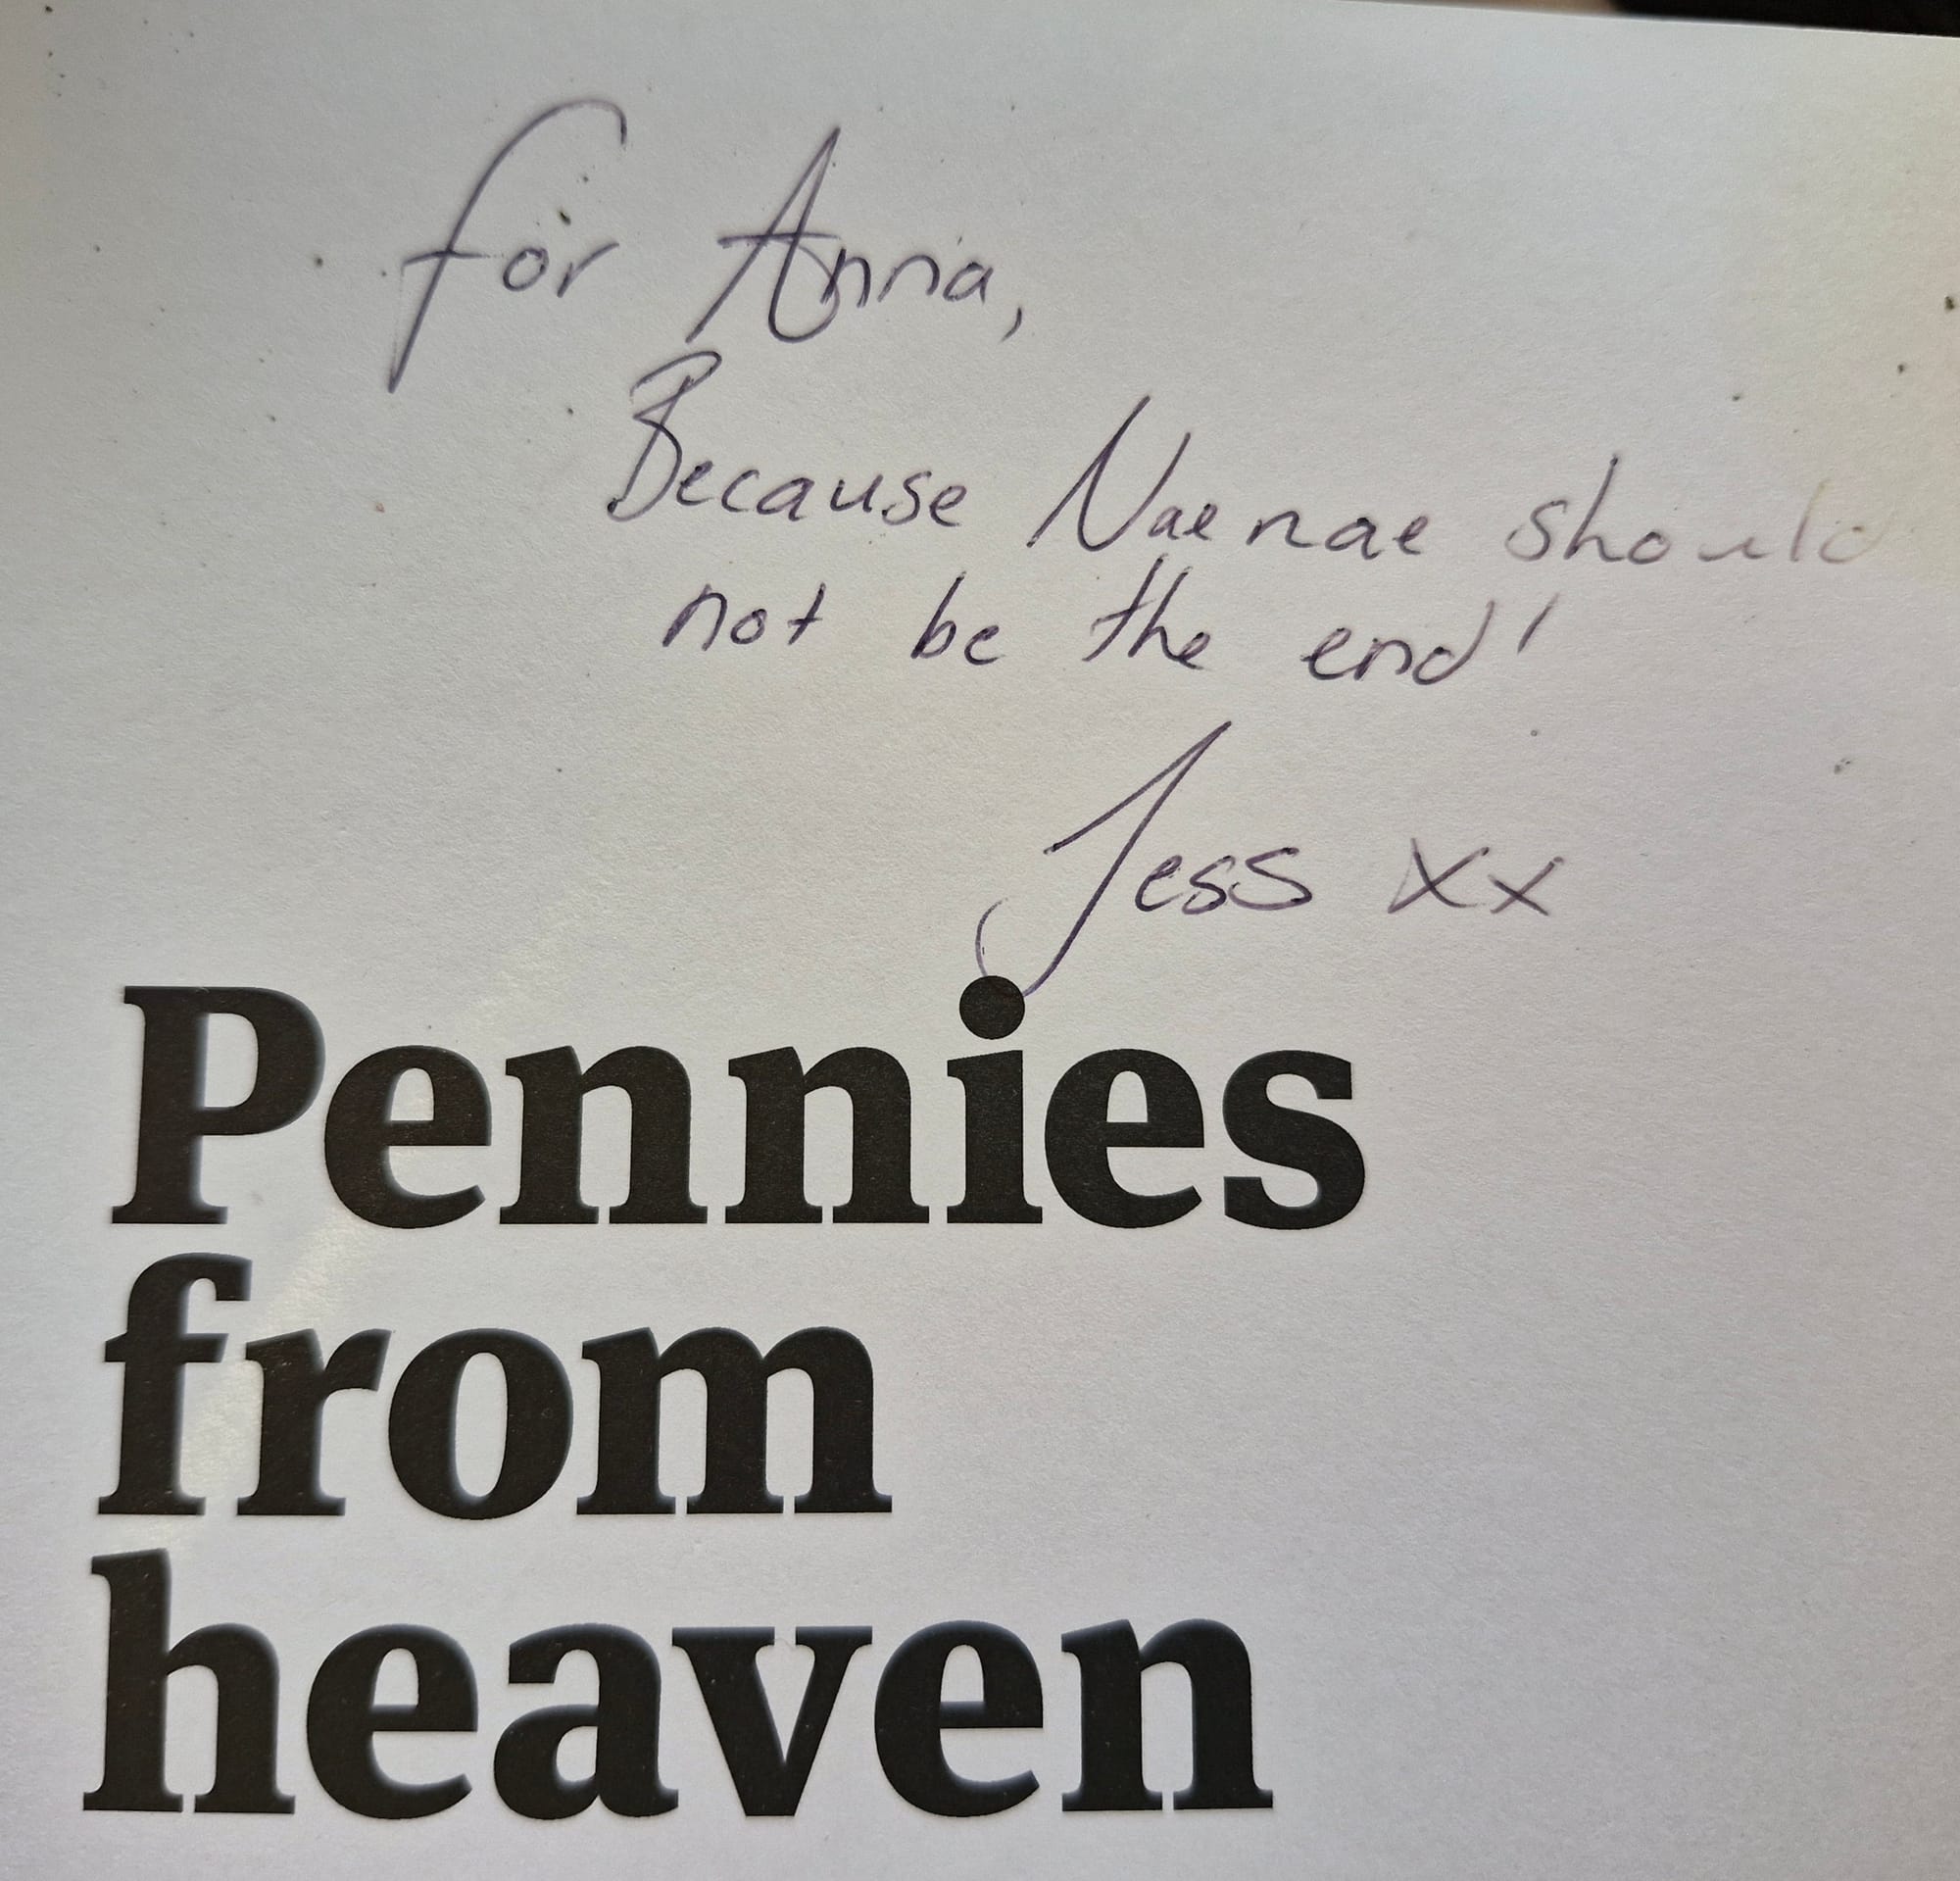 for Anna,
Because Naenae should
not be the end!
Jess xx
Pennies
from
heaven